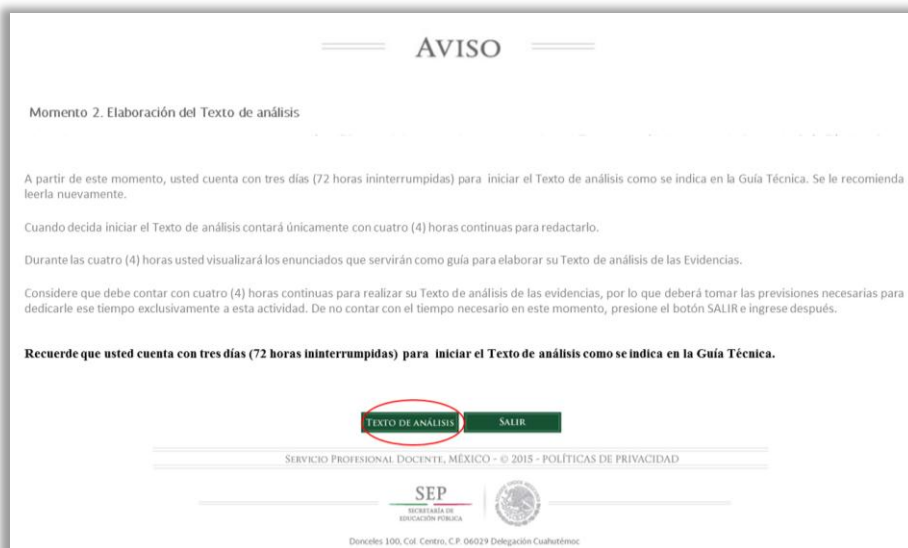 AVISO
Momento 2. Elaboración del Texto de análisis
A partir de este momento, usted cuenta con tres días (72 horas ininterrumpidas) para iniciar el Texto de análisis como se indica en la Guía Técnica. Se le recomienda
leerla nuevamente.
Cuando decida iniciar el Texto de análisis contará únicamente con cuatro (4) horas continuas para redactarlo.
Durante las cuatro (4) horas usted visualizará los enunciados que servirán como guía para elaborar su Texto de análisis de las Evidencias.
Considere que debe contar con cuatro (4) horas continuas para realizar su Texto de análisis de las evidencias, por lo que deberá tomar las previsiones necesarias para
dedicarle ese tiempo exclusivamente a esta actividad. De no contar con el tiempo necesario en este momento, presione el botón SALIR e ingrese después.
Recuerde que usted cuenta con tres días (72 horas ininterrumpidas) para iniciar el Texto de análisis como se indica en la Guía Técnica.
TEXTO DE ANÁLISIS SALIR
SERVICIO PROFESIONAL DOCENTE, MÉXICO - © 2015 - POLÍTICAS DE PRIVACIDAD
SEP
SECRETARÍA DE
EDUCACIÓN PÚBLICA
Donceles 100, Col. Centro, C.P. 06029 Delegación Cuahutémoc